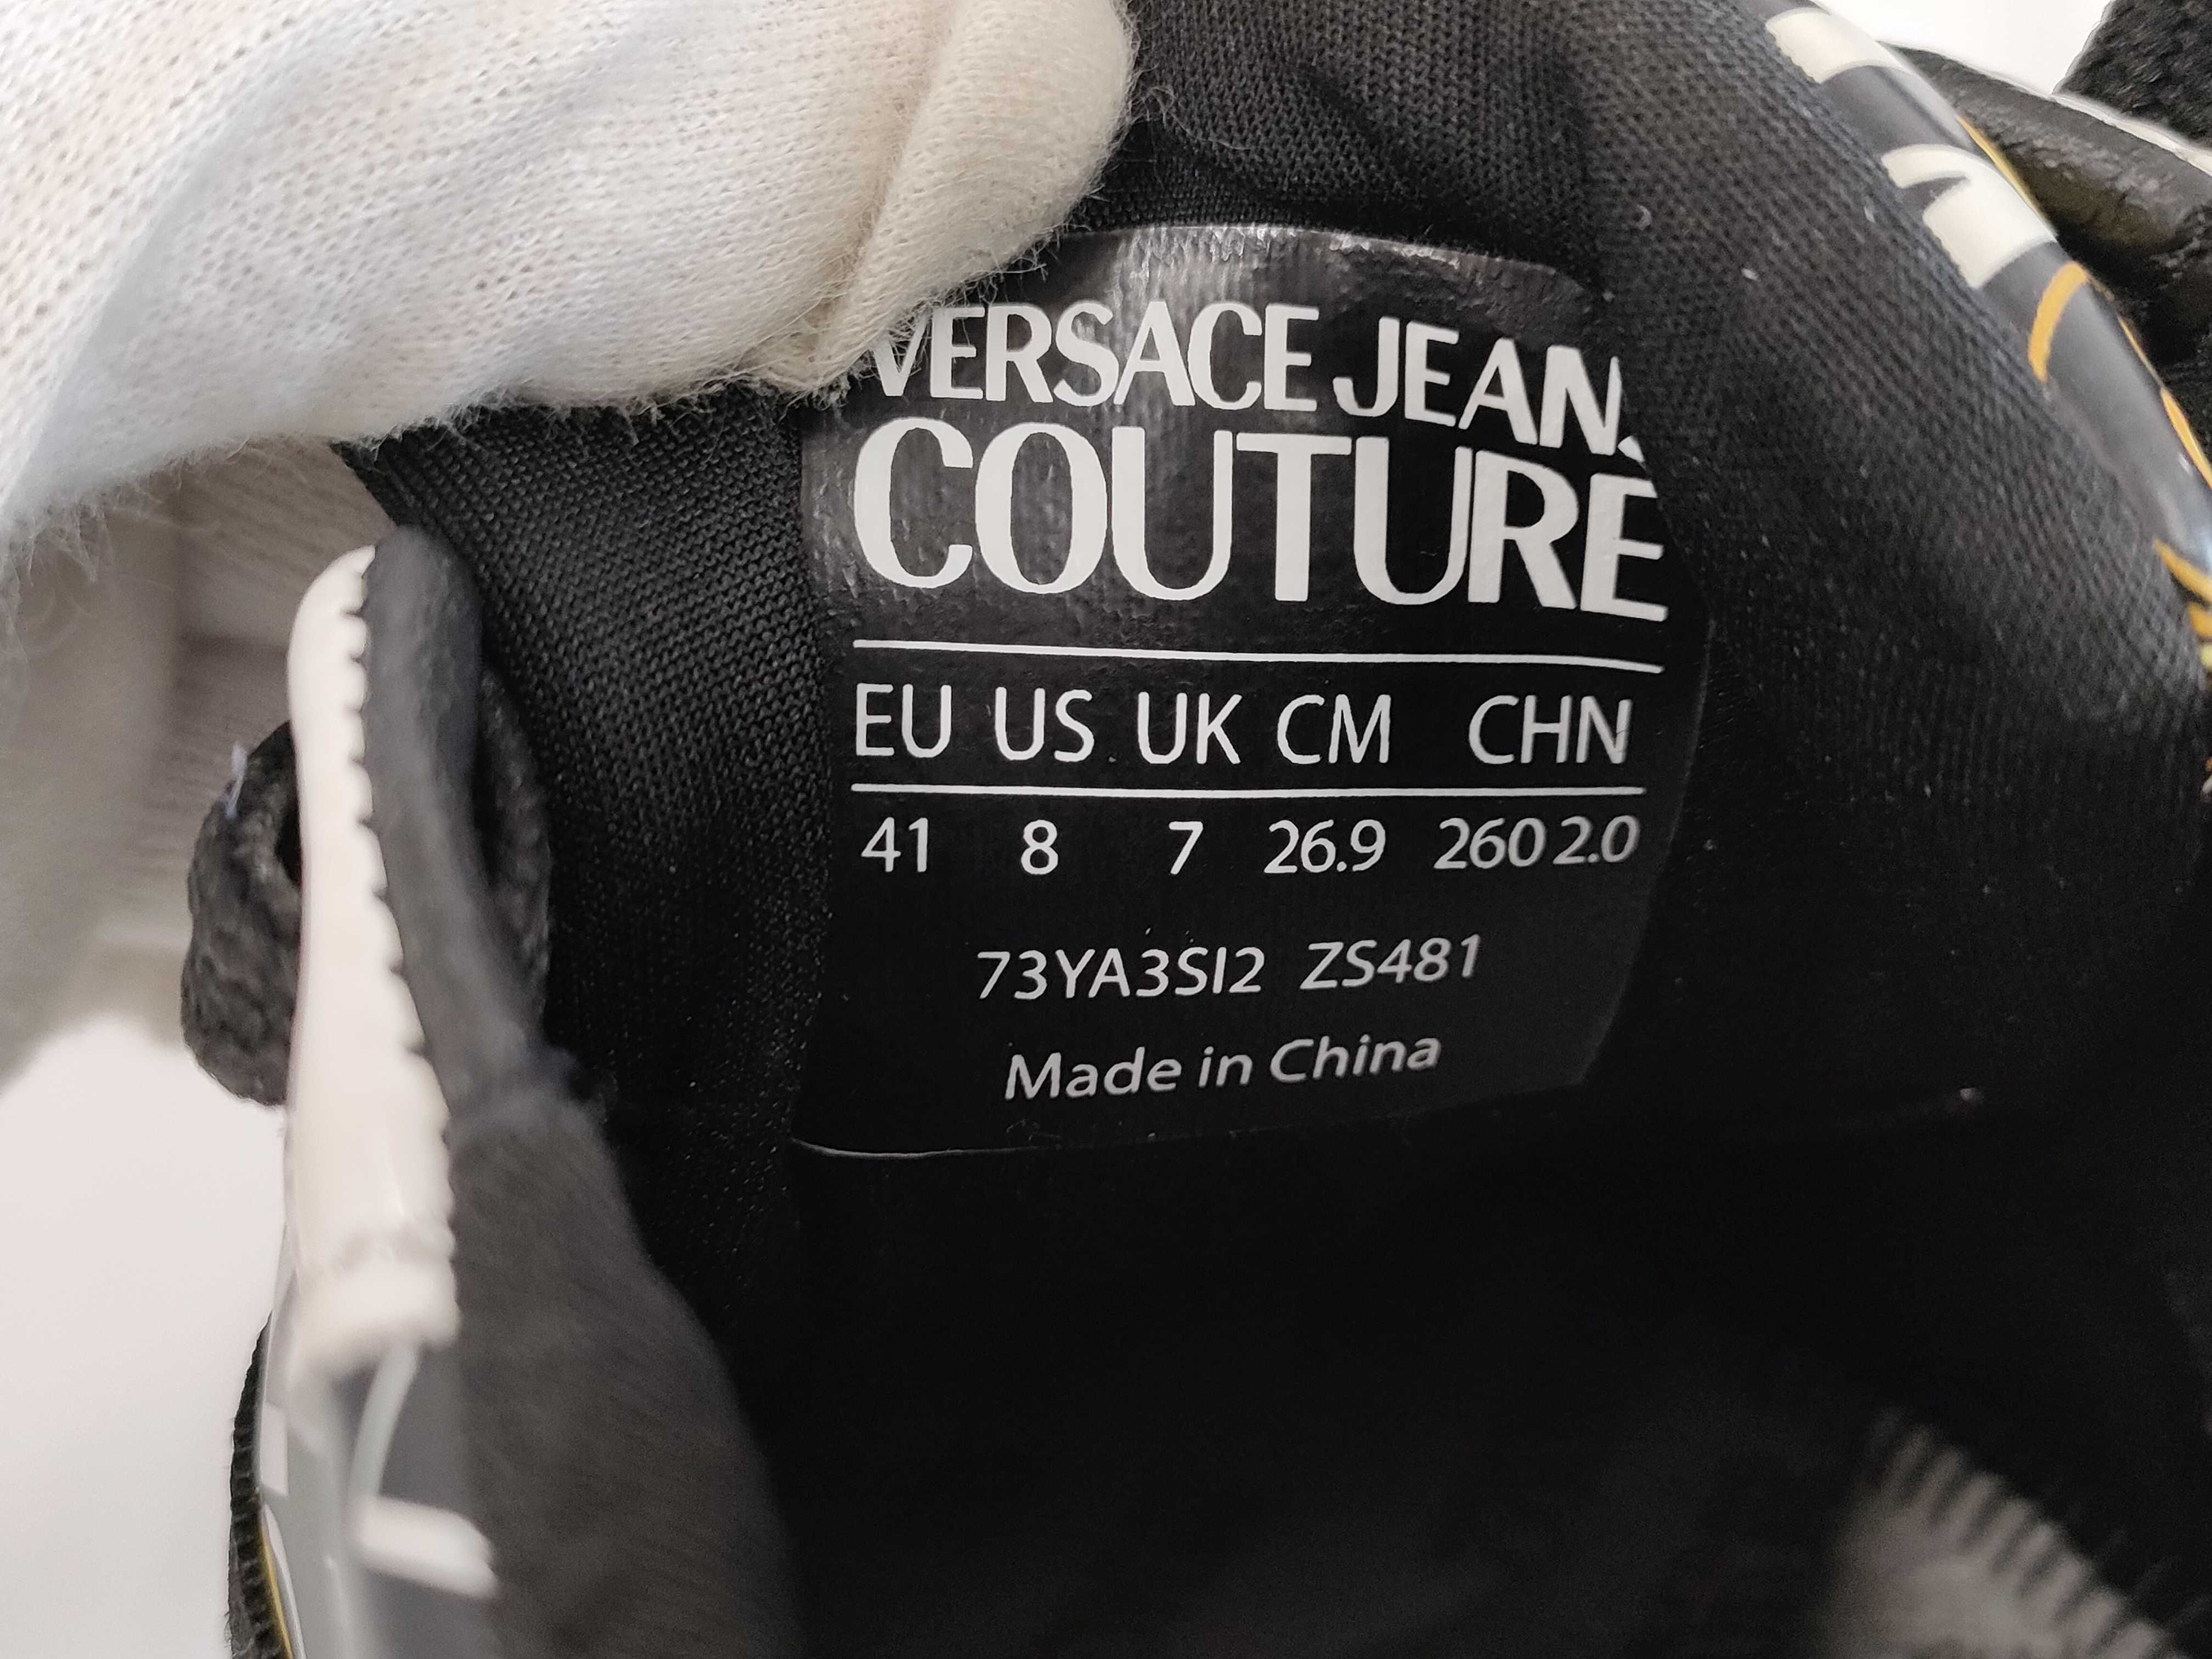 VERSACE JEANS
COUTURE
EU US UK CM CHN
41 8 7 26.9 260 2.0
73YA3SI2 ZS481
Made in China